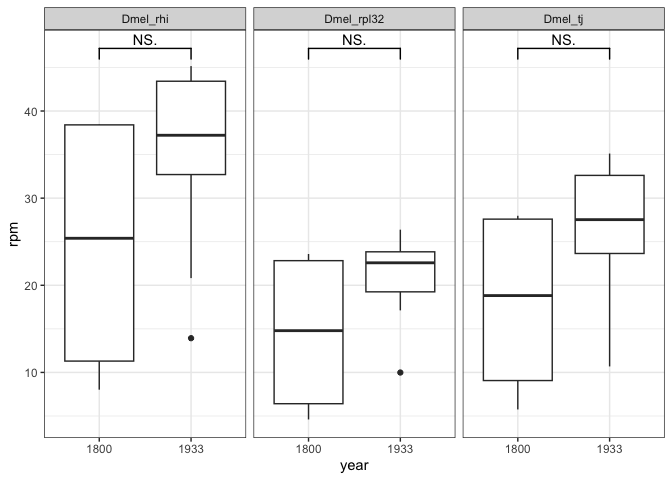 Dmel_rhi Dmel_rpl32 Dmel_tj
NS. NS. NS.
40
30
20
10
rpm
1800 1933 1800 1933 1800 1933
year